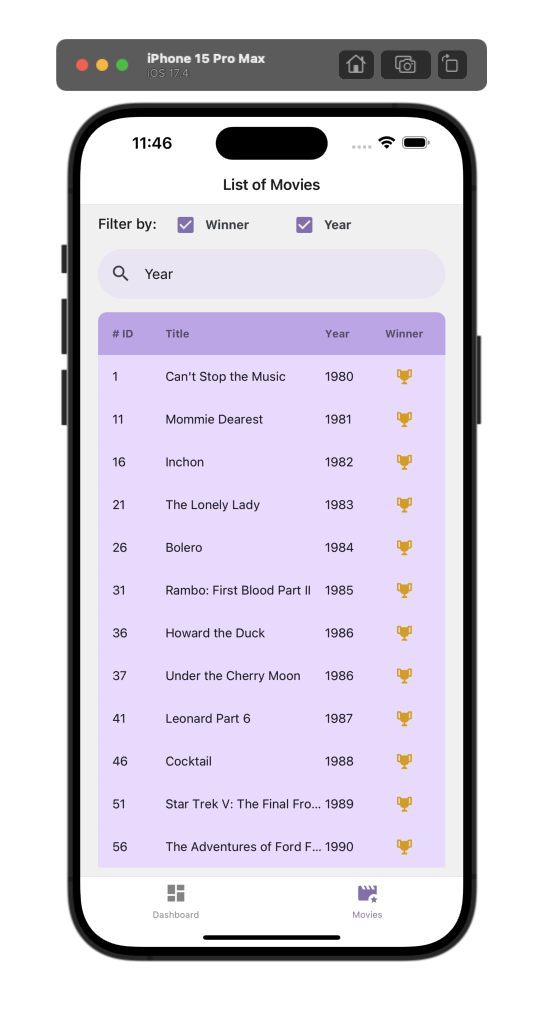 iPhone 15 Pro Max
iOS 17.4
11:46
List of Movies
Filter by: Winner Year
Year
# ID Title Year Winner
1 Can't Stop the Music 1980
11 Mommie Dearest 1981
16 Inchon 1982
21 The Lonely Lady 1983
26 Bolero 1984
31 Rambo: First Blood Part II 1985
36 Howard the Duck 1986
37 Under the Cherry Moon 1986
41 Leonard Part 6 1987
46 Cocktail 1988
51 Star Trek V: The Final Fro... 1989
56 The Adventures of Ford F... 1990
Dashboard Movies